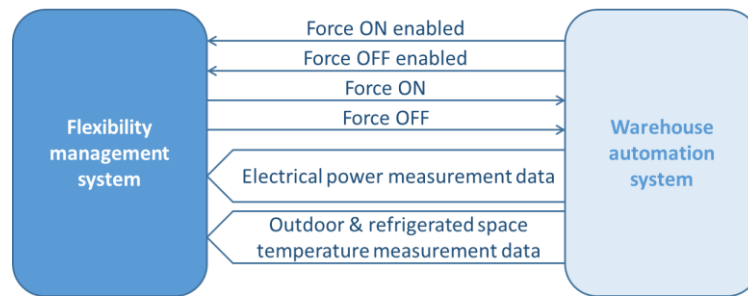 Force ON enabled
Force OFF enabled
Force ON
Force OFF
Flexibility
management
system
Electrical power measurement data
Outdoor & refrigerated space
temperature measurement data
Warehouse
automation
system